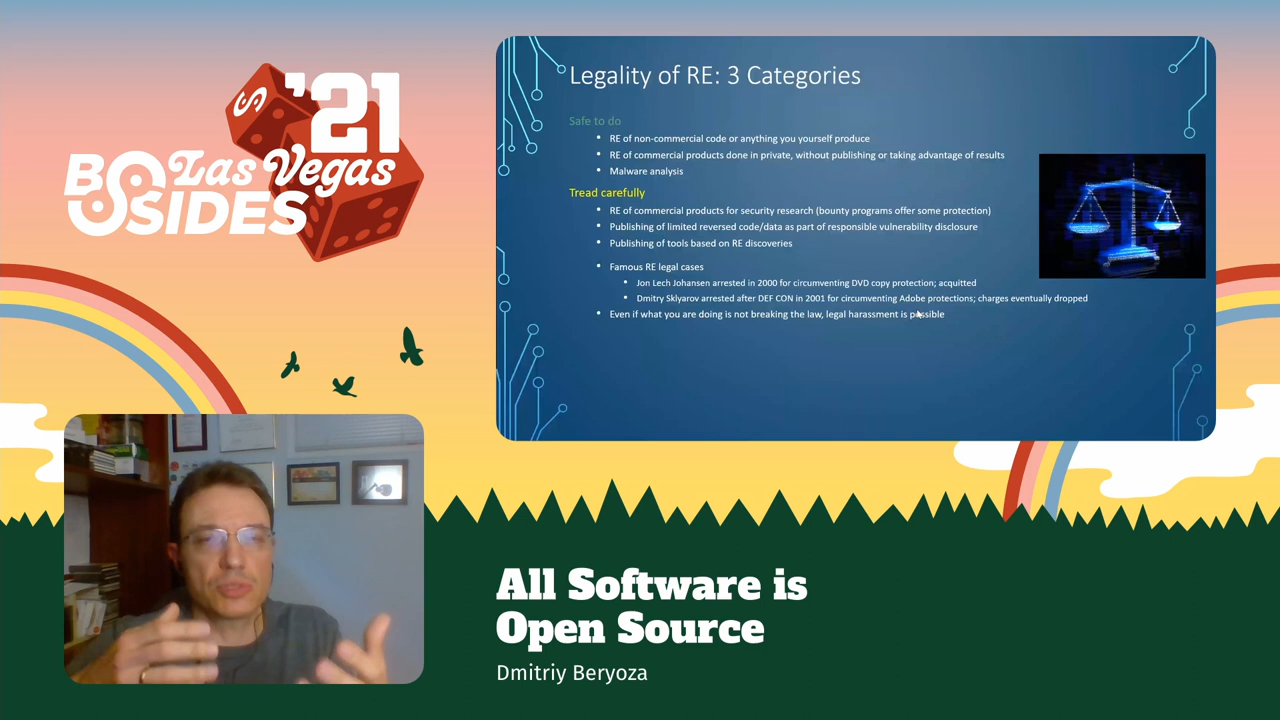 '21
BSIDES Las Vegas
Legality of RE: 3 Categories
Safe to do
• RE of non-commercial code or anything you yourself produce
• RE of commercial products done in private, without publishing or taking advantage of results
• Malware analysis
Tread carefully
• RE of commercial products for security research (bounty programs offer some protection)
• Publishing of limited reversed code/data as part of responsible vulnerability disclosure
• Publishing of tools based on RE discoveries
• Famous RE legal cases
• Jon Lech Johansen arrested in 2000 for circumventing DVD copy protection; acquitted
• Dmitry Sklyarov arrested after DEF CON in 2001 for circumventing Adobe protections; charges eventually dropped
• Even if what you are doing is not breaking the law, legal harassment is possible
All Software is
Open Source
Dmitriy Beryoza